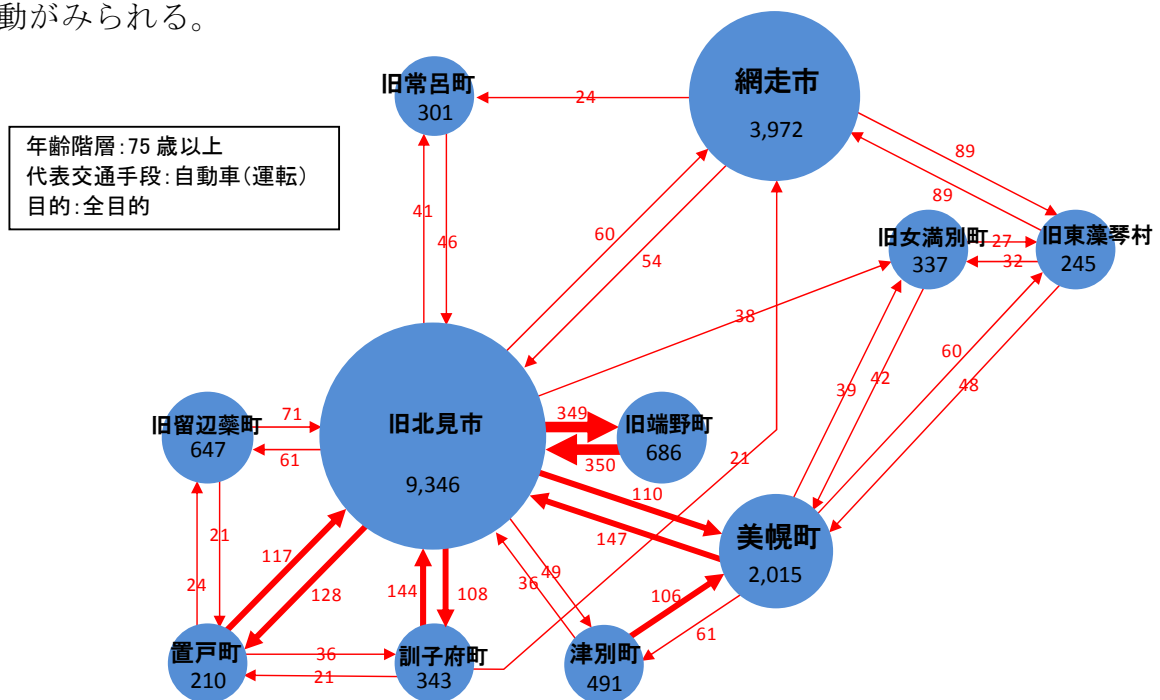 動がみられる。
年齢階層:75 歳以上
代表交通手段:自動車(運転)
目的:全目的
旧常呂町
301
24
網走市
3,972
89
89
41
46
60
54
旧女満別町
337
27
32
旧東藻琴村
245
38
39
42
60
48
旧留辺蘂町
647
71
61
旧北見市
9,346
349
350
旧端野町
686
110
147
21
美幌町
2,015
21
24
117
128
144
108
49
36
106
61
置戸町
210
36
21
訓子府町
343
津別町
491